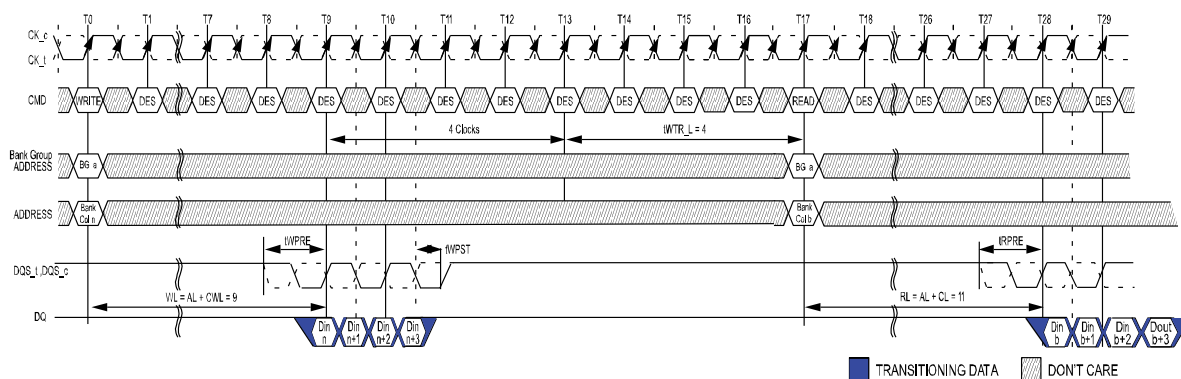 T0 T1 T7 T8 T9 T10 T11 T12 T13 T14 T15 T16 T17 T18 T26 T27 T28 T29
CK_c
CK_t
CMD WRITE DES DES DES DES DES DES DES DES DES DES DES READ DES DES DES DES DES
4 Clocks tWTR_L = 4
Bank Group
ADDRESS BG a BG a
ADDRESS Bank Col n Bank Col b
tWPRE tWPST tRPRE
DQS_t ,DQS_c
WL = AL + CWL = 9 RL = AL + CL = 11
DQ Din n Din n+1 Din n+2 Din n+3 Din b Din b+1 Din b+2 Dout b+3
TRANSITIONING DATA DON'T CARE